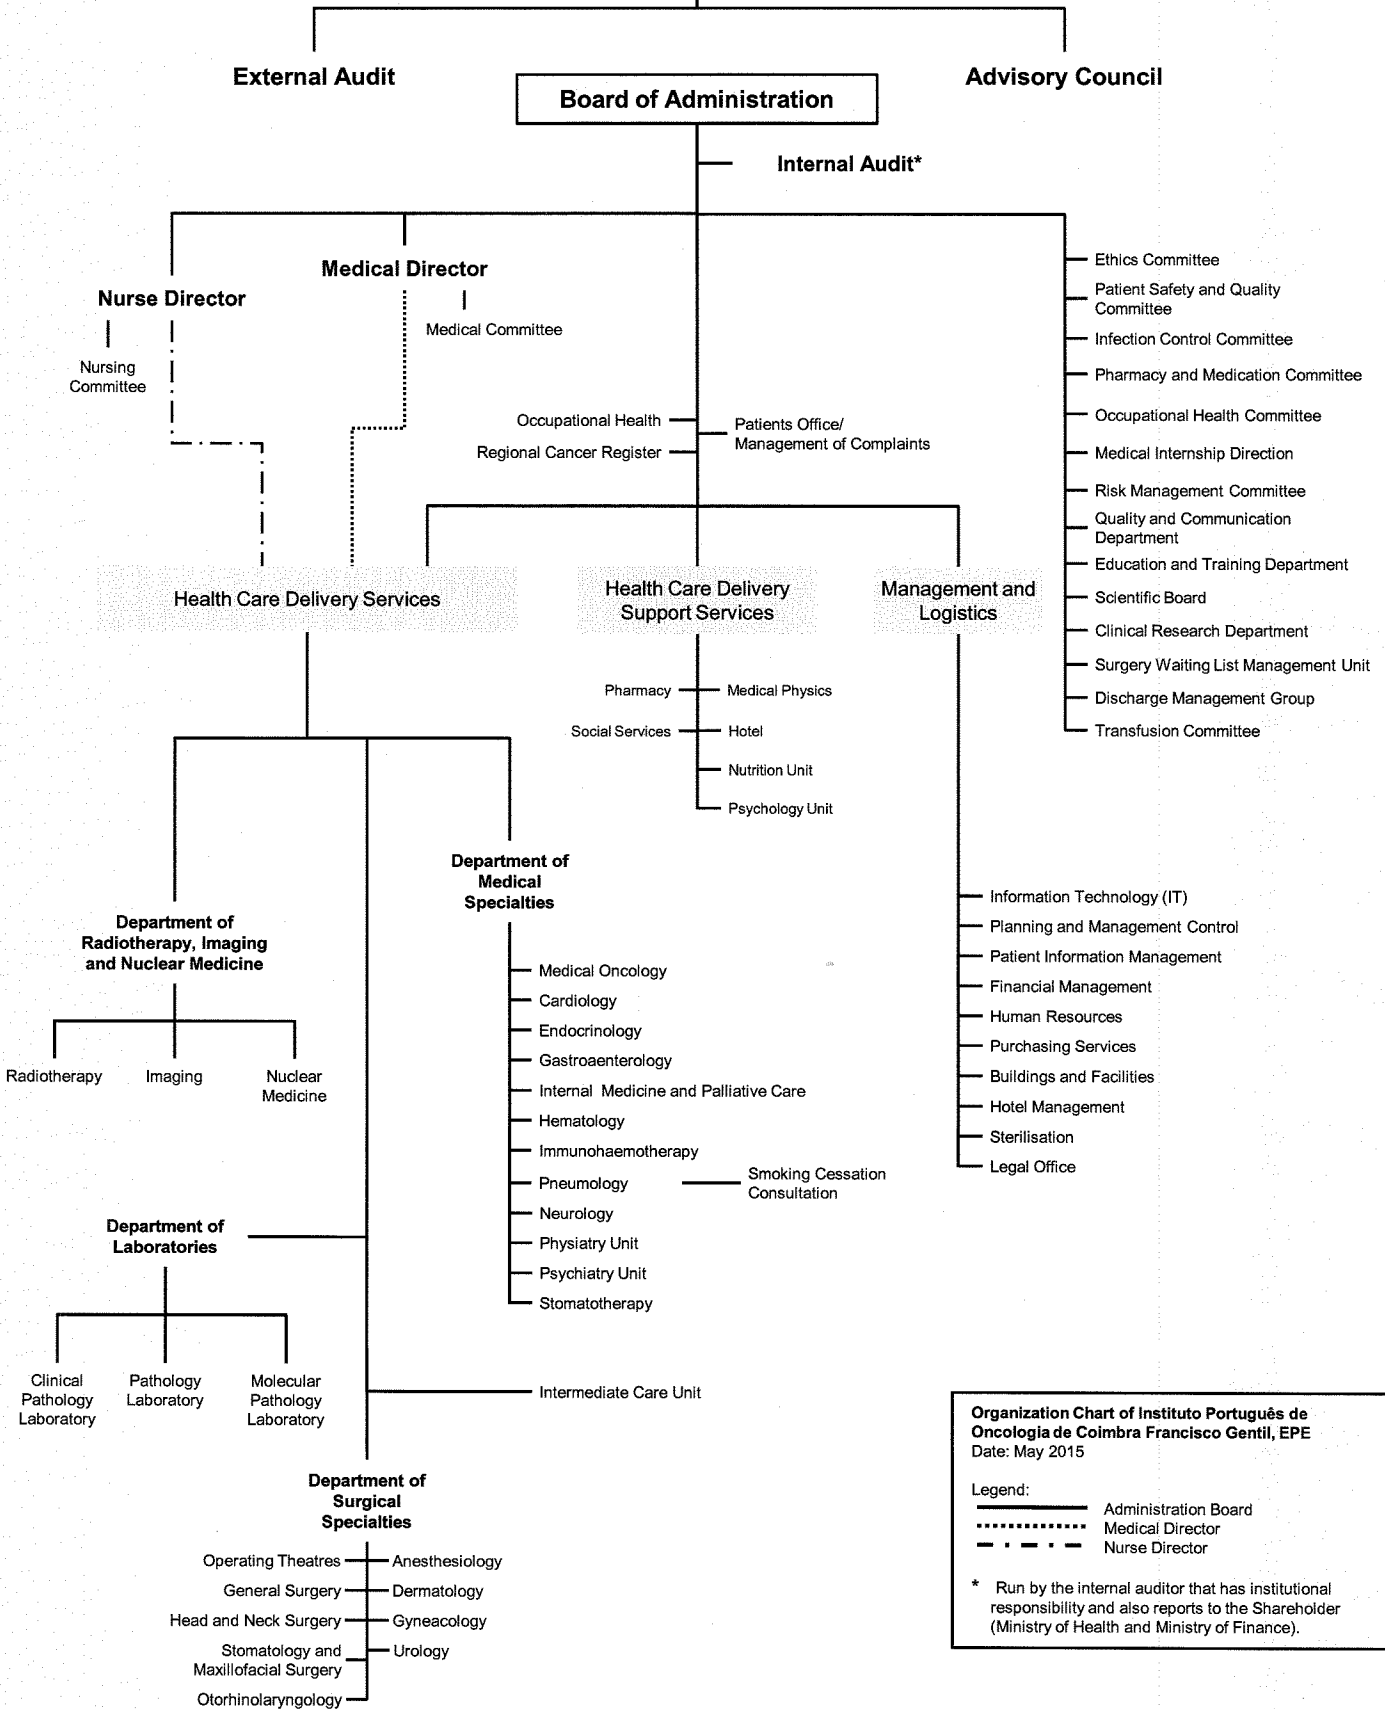 External Audit
Advisory Council
Board of Administration
Internal Audit*
Medical Director
Nurse Director
Medical Committee
Nursing
Committee
Occupational Health
Regional Cancer Register
Patients Office/
Management of Complaints
Ethics Committee
Patient Safety and Quality
Committee
Infection Control Committee
Pharmacy and Medication Committee
Occupational Health Committee
Medical Internship Direction
Risk Management Committee
Quality and Communication
Department
Education and Training Department
Scientific Board
Clinical Research Department
Surgery Waiting List Management Unit
Discharge Management Group
Transfusion Committee
Health Care Delivery Services
Health Care Delivery
Support Services
Management and
Logistics
Pharmacy
Medical Physics
Social Services
Hotel
Nutrition Unit
Psychology Unit
Department of
Medical
Specialties
Department of
Radiotherapy, Imaging
and Nuclear Medicine
Radiotherapy
Imaging
Nuclear
Medicine
Medical Oncology
Cardiology
Endocrinology
Gastroaenterology
Internal Medicine and Palliative Care
Hematology
Immunohaemotherapy
Pneumology
Smoking Cessation
Consultation
Neurology
Physiatry Unit
Psychiatry Unit
Stomatotherapy
Information Technology (IT)
Planning and Management Control
Patient Information Management
Financial Management
Human Resources
Purchasing Services
Buildings and Facilities
Hotel Management
Sterilisation
Legal Office
Department of
Laboratories
Clinical
Pathology
Laboratory
Pathology
Laboratory
Molecular
Pathology
Laboratory
Intermediate Care Unit
Department of
Surgical
Specialties
Operating Theatres
Anesthesiology
General Surgery
Dermatology
Head and Neck Surgery
Gyneacology
Stomatology and
Maxillofacial Surgery
Urology
Otorhinolaryngology
Organization Chart of Instituto Português de
Oncologia de Coimbra Francisco Gentil, EPE
Date: May 2015
Legend:
Administration Board
Medical Director
Nurse Director
* Run by the internal auditor that has institutional
responsibility and also reports to the Shareholder
(Ministry of Health and Ministry of Finance).